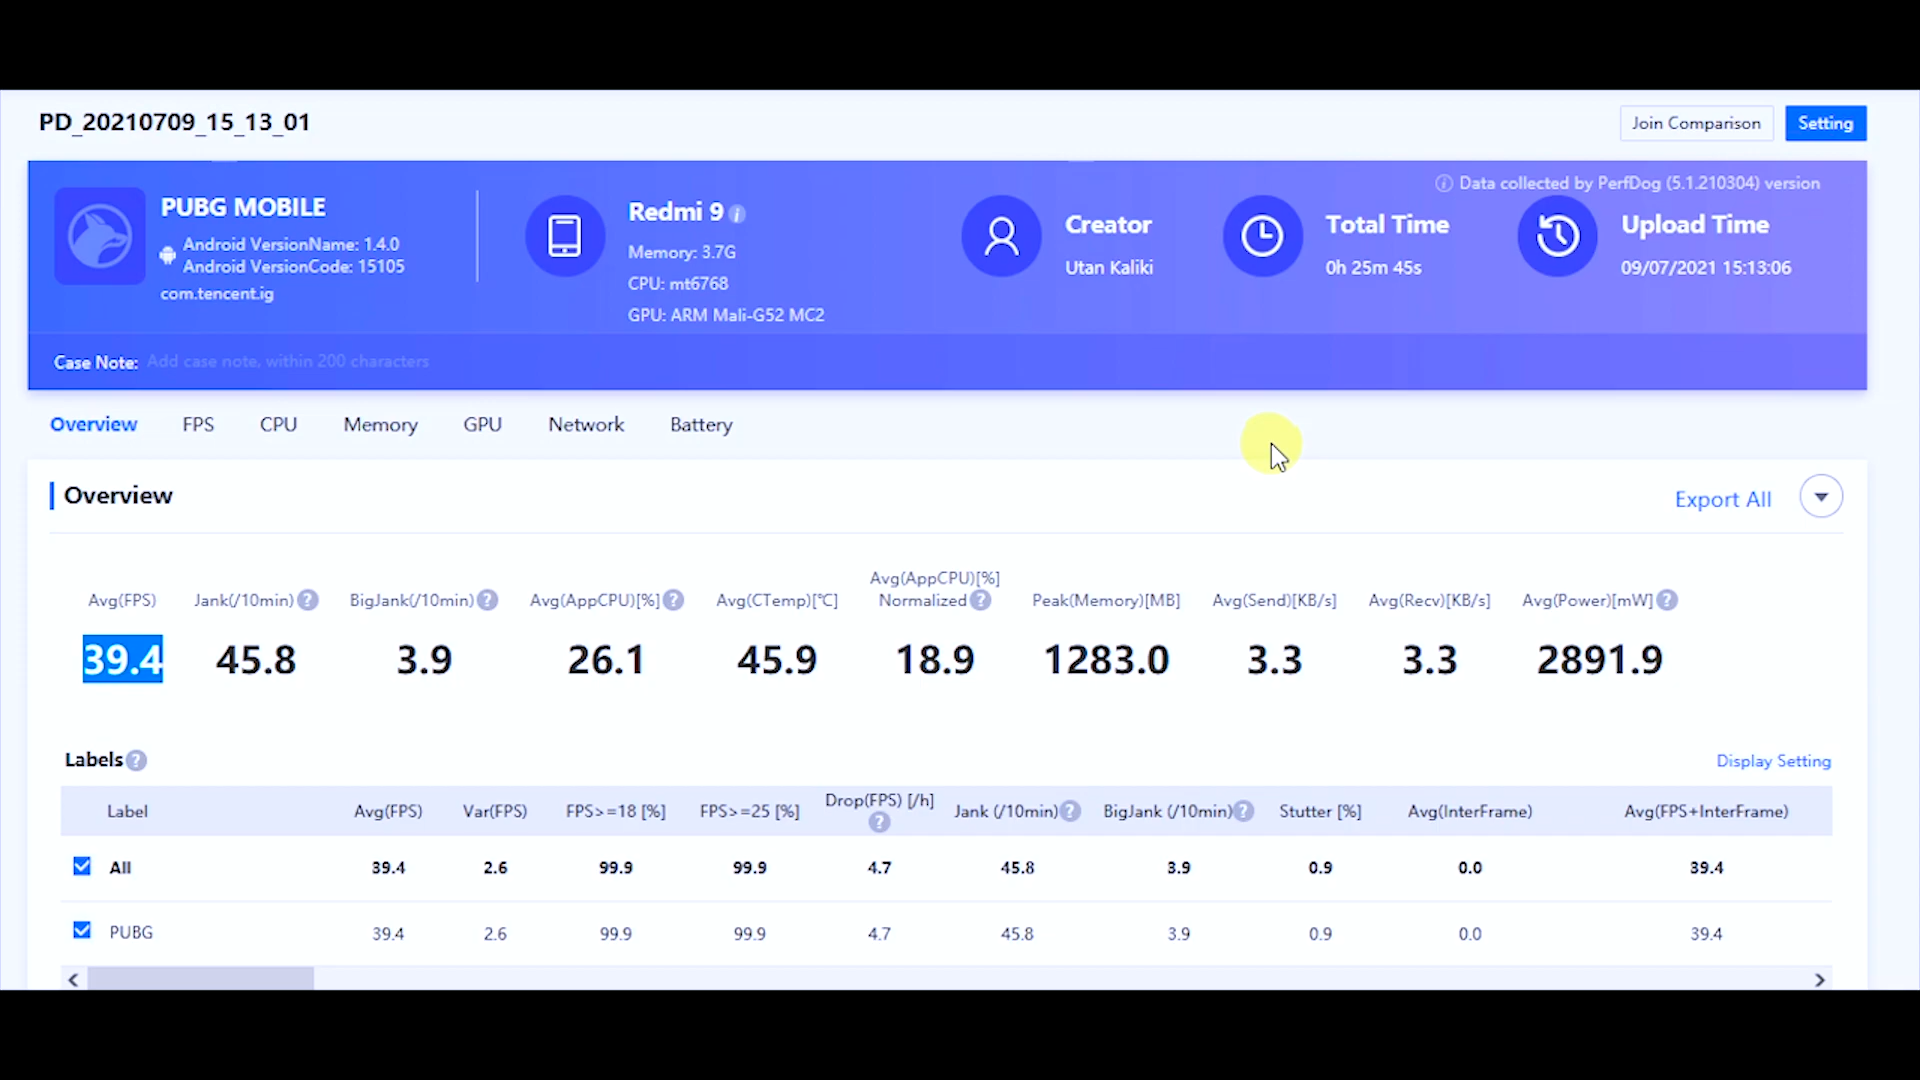 PD_20210709_15_13_01
Join Comparison
Setting
Data collected by PerfDog (5.1.210304) version
PUBG MOBILE
Android VersionName: 1.4.0
Android VersionCode: 15105
com.tencent.ig
Redmi 9
Memory: 3.7G
CPU: mt6768
GPU: ARM Mali-G52 MC2
Creator
Utan Kaliki
Total Time
0h 25m 45s
Upload Time
09/07/2021 15:13:06
Case Note: Add case note, within 200 characters
Overview FPS CPU Memory GPU Network Battery
Overview
Export All
Avg(FPS) Jank(/10min) BigJank(/10min) Avg(AppCPU)[%] Avg(CTemp)[℃] Avg(AppCPU)[%] Normalized Peak(Memory)[MB] Avg(Send)[KB/s] Avg(Recv)[KB/s] Avg(Power)[mW]
39.4 45.8 3.9 26.1 45.9 18.9 1283.0 3.3 3.3 2891.9
Labels
Display Setting
Label Avg(FPS) Var(FPS) FPS>=18 [%] FPS>=25 [%] Drop(FPS) [/h] Jank (/10min) BigJank (/10min) Stutter [%] Avg(InterFrame) Avg(FPS+InterFrame)
All 39.4 2.6 99.9 99.9 4.7 45.8 3.9 0.9 0.0 39.4
PUBG 39.4 2.6 99.9 99.9 4.7 45.8 3.9 0.9 0.0 39.4